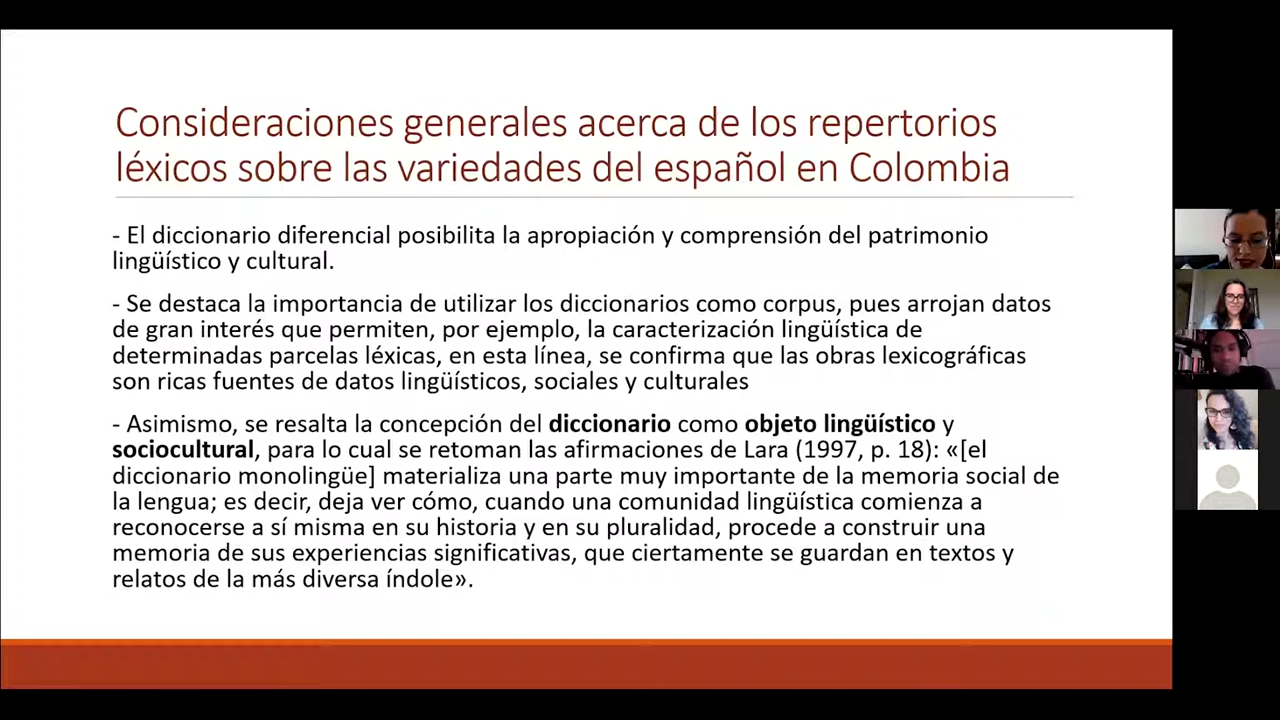 Consideraciones generales acerca de los repertorios
léxicos sobre las variedades del español en Colombia
- El diccionario diferencial posibilita la apropiación y comprensión del patrimonio
lingüístico y cultural.
- Se destaca la importancia de utilizar los diccionarios como corpus, pues arrojan datos
de gran interés que permiten, por ejemplo, la caracterización lingüística de
determinadas parcelas léxicas, en esta línea, se confirma que las obras lexicográficas
son ricas fuentes de datos lingüísticos, sociales y culturales
- Asimismo, se resalta la concepción del diccionario como objeto lingüístico y
sociocultural, para lo cual se retoman las afirmaciones de Lara (1997, p. 18): «[el
diccionario monolingüe] materializa una parte muy importante de la memoria social de
la lengua; es decir, deja ver cómo, cuando una comunidad lingüística comienza a
reconocerse a sí misma en su historia y en su pluralidad, procede a construir una
memoria de sus experiencias significativas, que ciertamente se guardan en textos y
relatos de la más diversa índole».